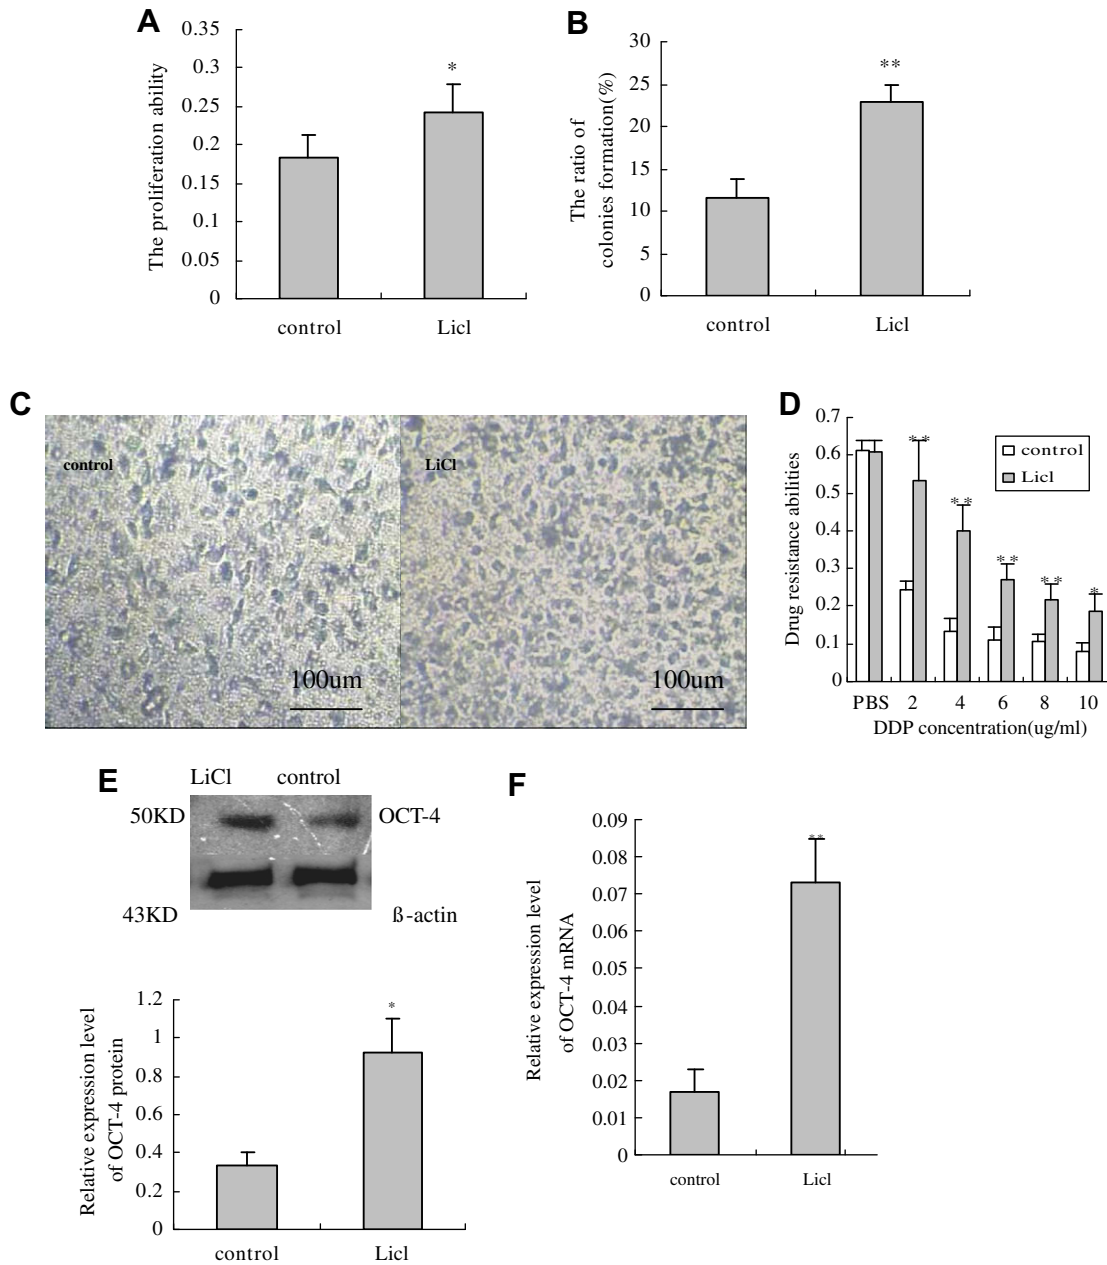 A
0.35
0.3
0.25
0.2
0.15
0.1
0.05
0
The proliferation ability
*
control Licl
B
30
25
20
15
10
5
0
The ratio of
colonies formation(%)
**
control Licl
C
control
100um
LiCl
100um
D
0.7
0.6
0.5
0.4
0.3
0.2
0.1
0
Drug resistance abilities
** ** ** ** *
control
Licl
PBS 2 4 6 8 10
DDP concentration(ug/ml)
E
LiCl control
50KD OCT-4
43KD ß-actin
1.2
1
0.8
0.6
0.4
0.2
0
Relative expression level
of OCT-4 protein
*
control Licl
F
0.09
0.08
0.07
0.06
0.05
0.04
0.03
0.02
0.01
0
Relative expression level
of OCT-4 mRNA
**
control Licl